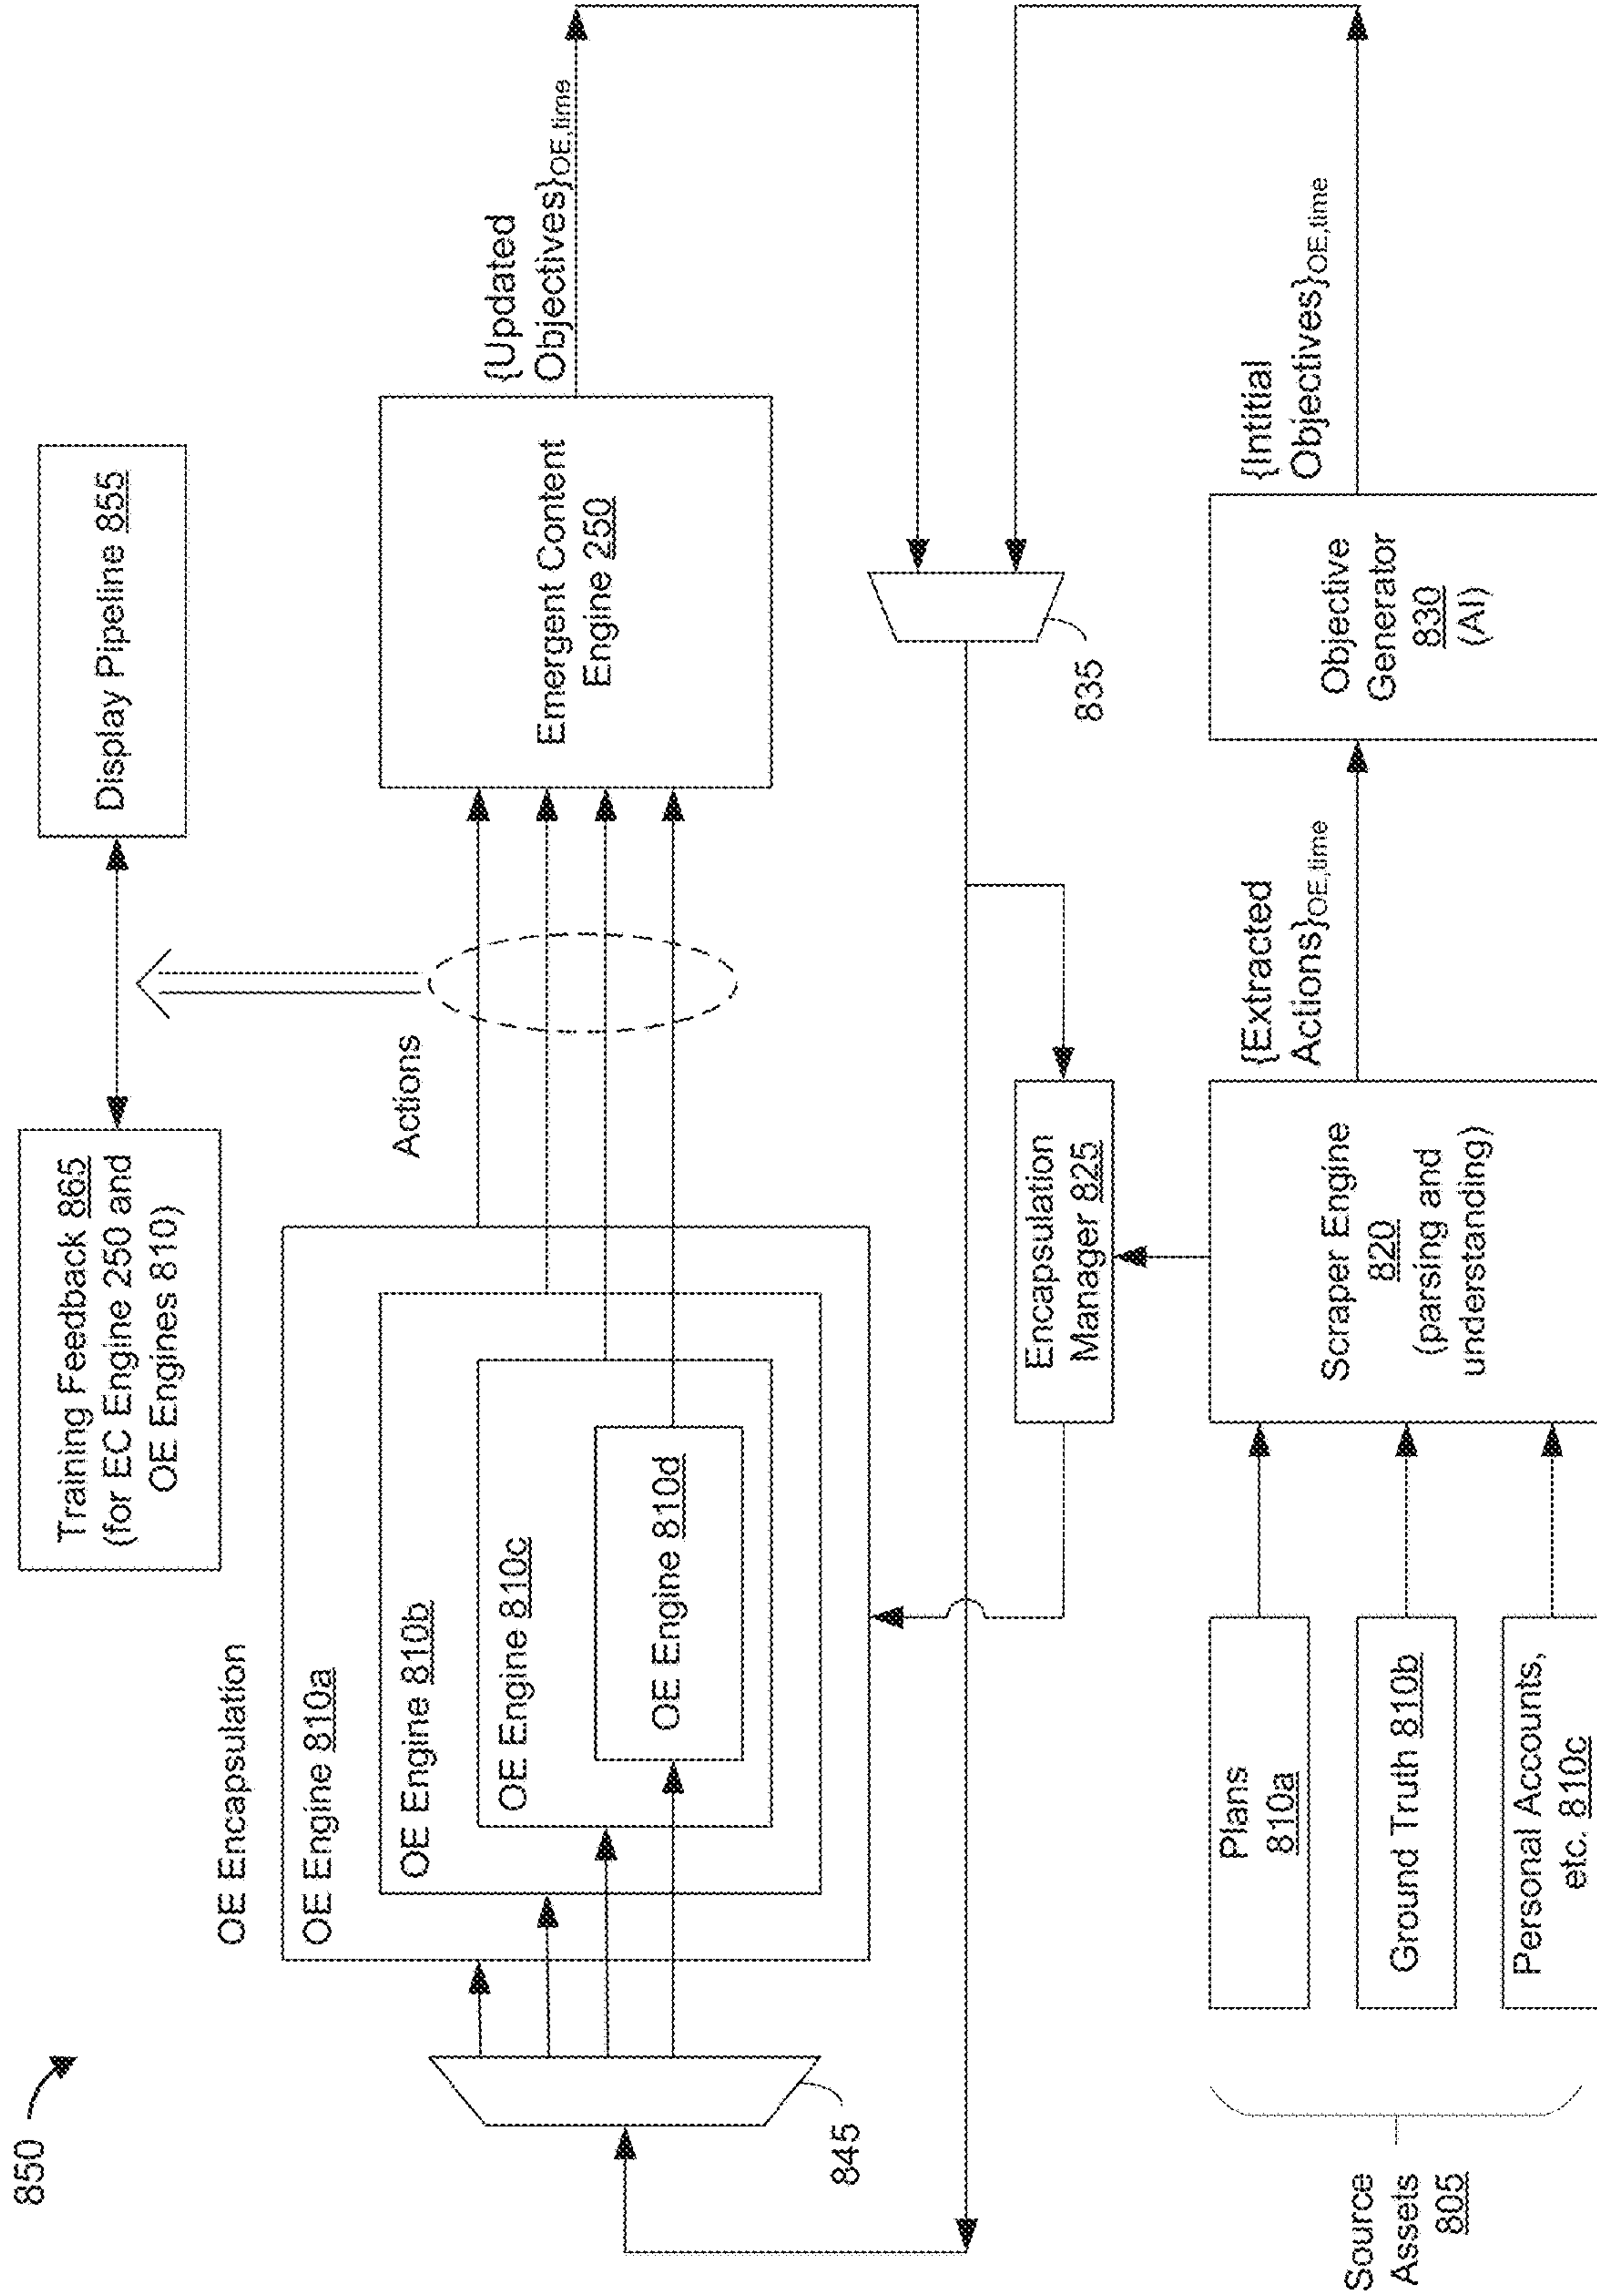 850
Training Feedback 865
(for EC Engine 250 and
OE Engines 810)
Display Pipeline 855
OE Encapsulation
OE Engine 810a
OE Engine 810b
OE Engine 810c
OE Engine 810d
Actions
Emergent Content
Engine 250
{Updated
Objectives}OE,time
845
835
Encapsulation
Manager 825
Source
Assets
805
Plans
810a
Ground Truth 810b
Personal Accounts,
etc. 810c
Scraper Engine
820
(parsing and
understanding)
{Extracted
Actions}OE,time
Objective
Generator
830
(AI)
{Intitial
Objectives}OE,time